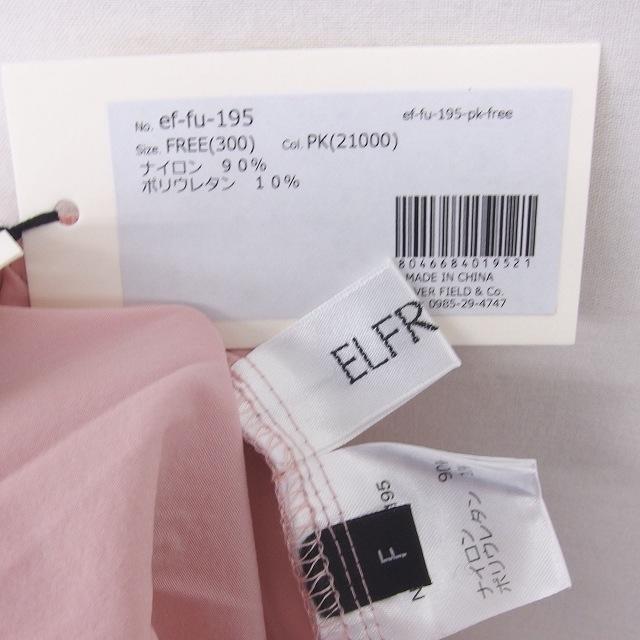 No. ef-fu-195
ef-fu-195-pk-free
Size. FREE(300) Col. PK(21000)
ナイロン 90%
ポリウレタン 10%
8046684019521
MADE IN CHINA
VER FIELD & Co.
0985-29-4747
ELFR
195
F
ナイロン
ポリウレタン